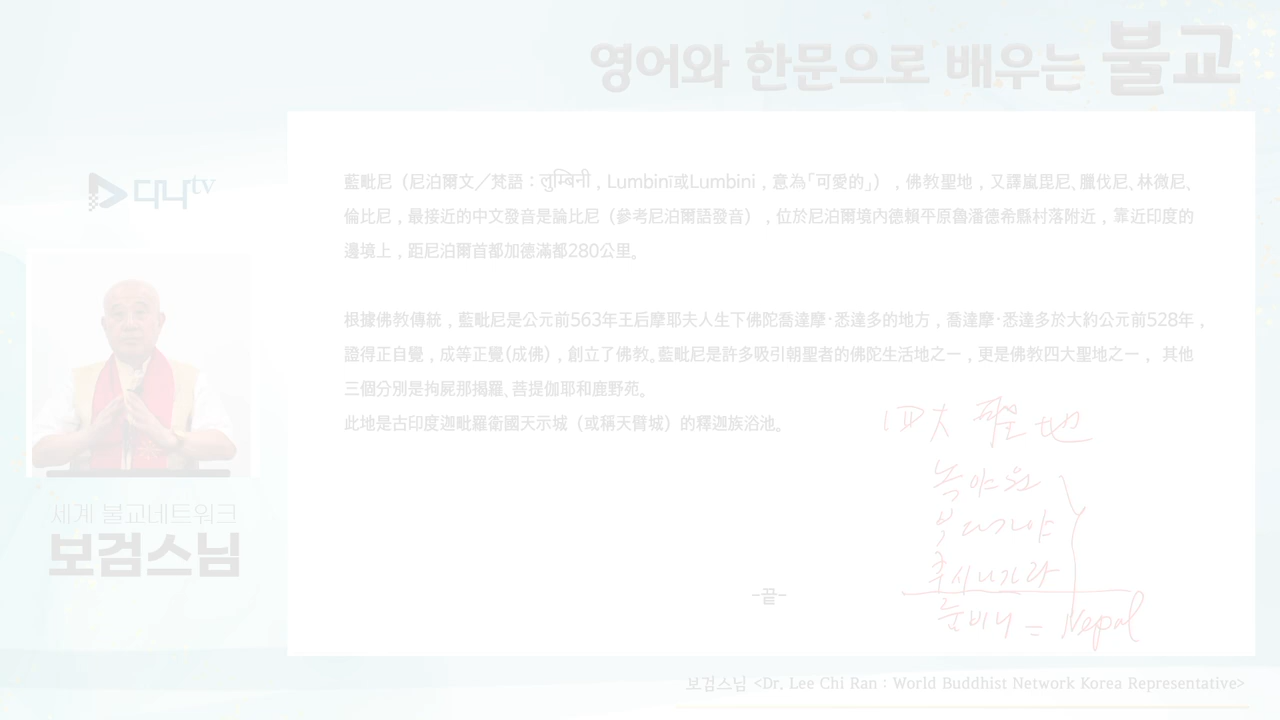 영어와 한문으로 배우는 불교
디나tv
藍毗尼（尼泊爾文／梵語：लुम्बिनी，Lumbinī或Lumbini，意為｢可愛的｣），佛教聖地，又譯嵐毘尼､臘伐尼､林微尼､
倫比尼，最接近的中文發音是論比尼（參考尼泊爾語發音），位於尼泊爾境內德賴平原魯潘德希縣村落附近，靠近印度的
邊境上，距尼泊爾首都加德滿都280公里｡
根據佛教傳統，藍毗尼是公元前563年王后摩耶夫人生下佛陀喬達摩·悉達多的地方，喬達摩·悉達多於大約公元前528年，
證得正自覺，成等正覺(成佛)，創立了佛教｡藍毗尼是許多吸引朝聖者的佛陀生活地之一，更是佛教四大聖地之一， 其他
三個分別是拘屍那揭羅､菩提伽耶和鹿野苑｡
此地是古印度迦毗羅衛國天示城（或稱天臂城）的釋迦族浴池｡
四大 聖地
녹야원
부다가야
쿠시나가라
룸비니 = Nepal
-끝-
세계 불교네트워크
보검스님
보검스님 <Dr. Lee Chi Ran : World Buddhist Network Korea Representative>